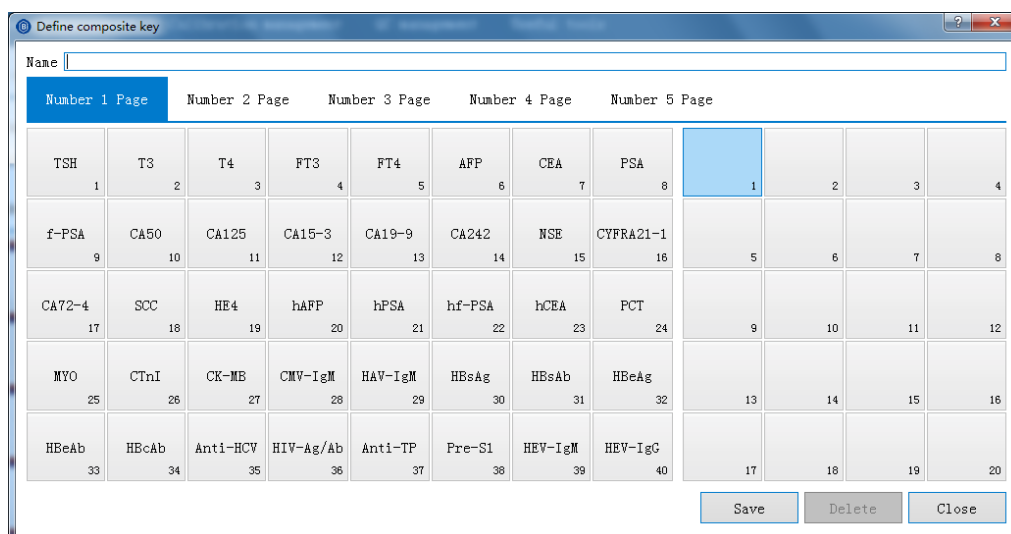 Define composite key
Name
Number 1 Page Number 2 Page Number 3 Page Number 4 Page Number 5 Page
TSH T3 T4 FT3 FT4 AFP CEA PSA
1 2 3 4 5 6 7 8 1 2 3 4
f-PSA CA50 CA125 CA15-3 CA19-9 CA242 NSE CYFRA21-1
9 10 11 12 13 14 15 16 5 6 7 8
CA72-4 SCC HE4 hAFP hPSA hf-PSA hCEA PCT
17 18 19 20 21 22 23 24 9 10 11 12
MYO CTnI CK-MB CMV-IgM HAV-IgM HBsAg HBsAb HBeAg
25 26 27 28 29 30 31 32 13 14 15 16
HBeAb HBcAb Anti-HCV HIV-Ag/Ab Anti-TP Pre-S1 HEV-IgM HEV-IgG
33 34 35 36 37 38 39 40 17 18 19 20
Save Delete Close